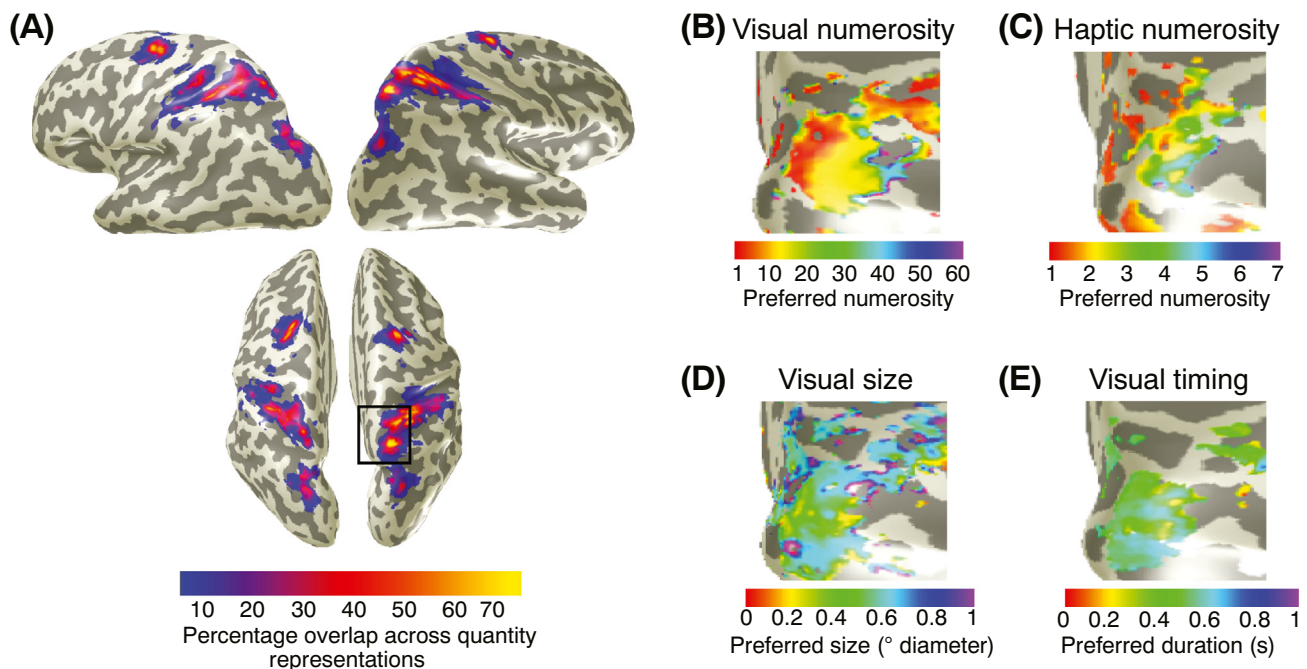 (A)
10 20 30 40 50 60 70
Percentage overlap across quantity
representations
(B) Visual numerosity
1 10 20 30 40 50 60
Preferred numerosity
(C) Haptic numerosity
1 2 3 4 5 6 7
Preferred numerosity
(D) Visual size
0 0.2 0.4 0.6 0.8 1
Preferred size (° diameter)
(E) Visual timing
0 0.2 0.4 0.6 0.8 1
Preferred duration (s)